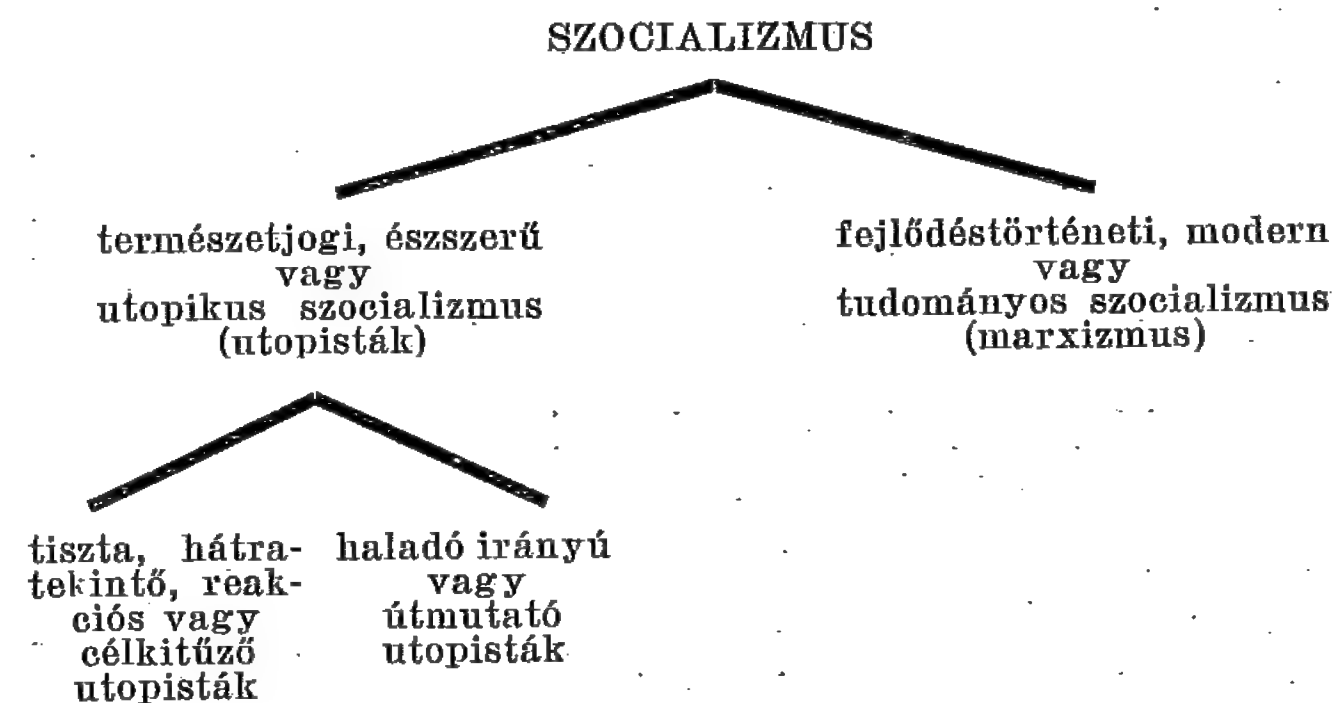 SZOCIALIZMUS
természetjogi, észszerű
vagy
utopikus szocializmus
(utopisták)
fejlődéstörténeti, modern
vagy
tudományos szocializmus
(marxizmus)
tiszta, hátra-
tekintő, reak-
ciós vagy
célkitűző
utopisták
haladó irányú
vagy
útmutató
utopisták